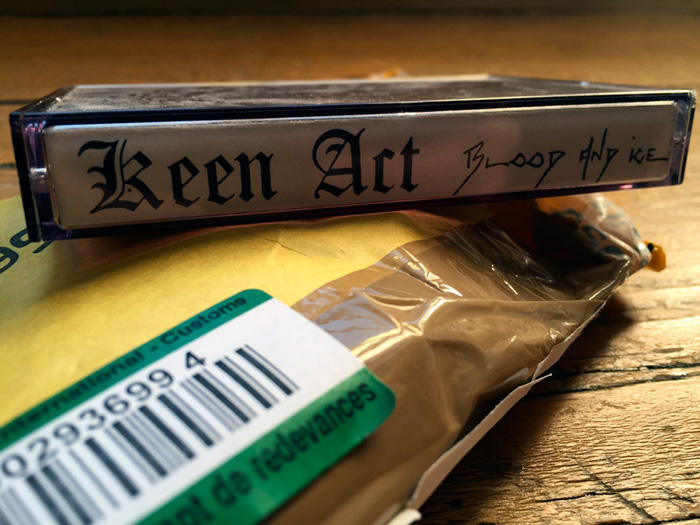 Keen Act BLOOD AND ICE
International - Customs
0293699 4
de redevances